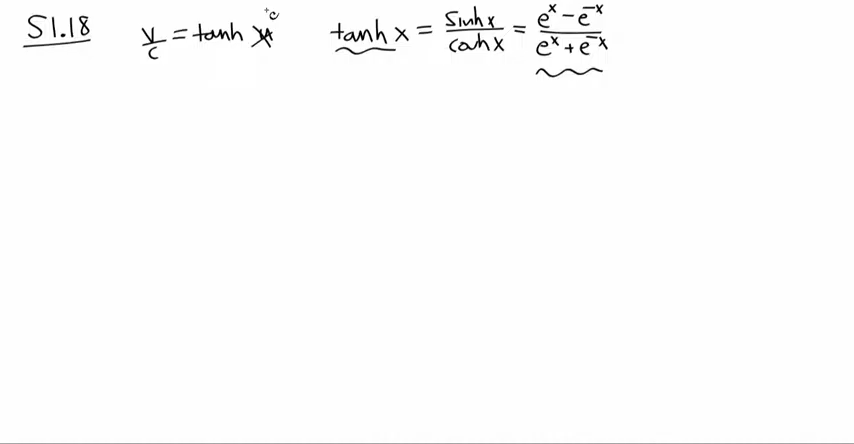 S1.18 v/c = tanh tanh x = sinh x / cosh x = e^x - e^-x / e^x + e^-x